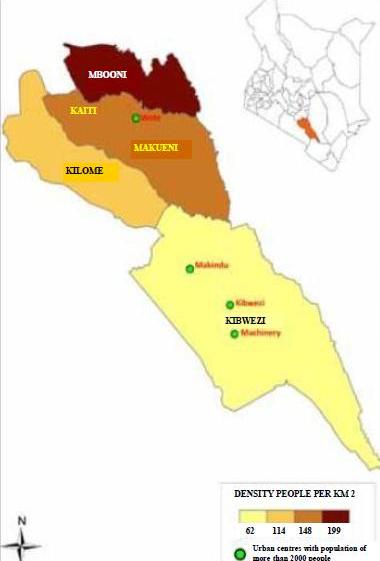 MBOONI
KAITI
Wote
MAKUENI
KILOME
Makindu
Kibwezi
KIBWEZI
Machinery
DENSITY PEOPLE PER KM 2
62 114 148 199
N
Urban centres with population of
more than 2000 people